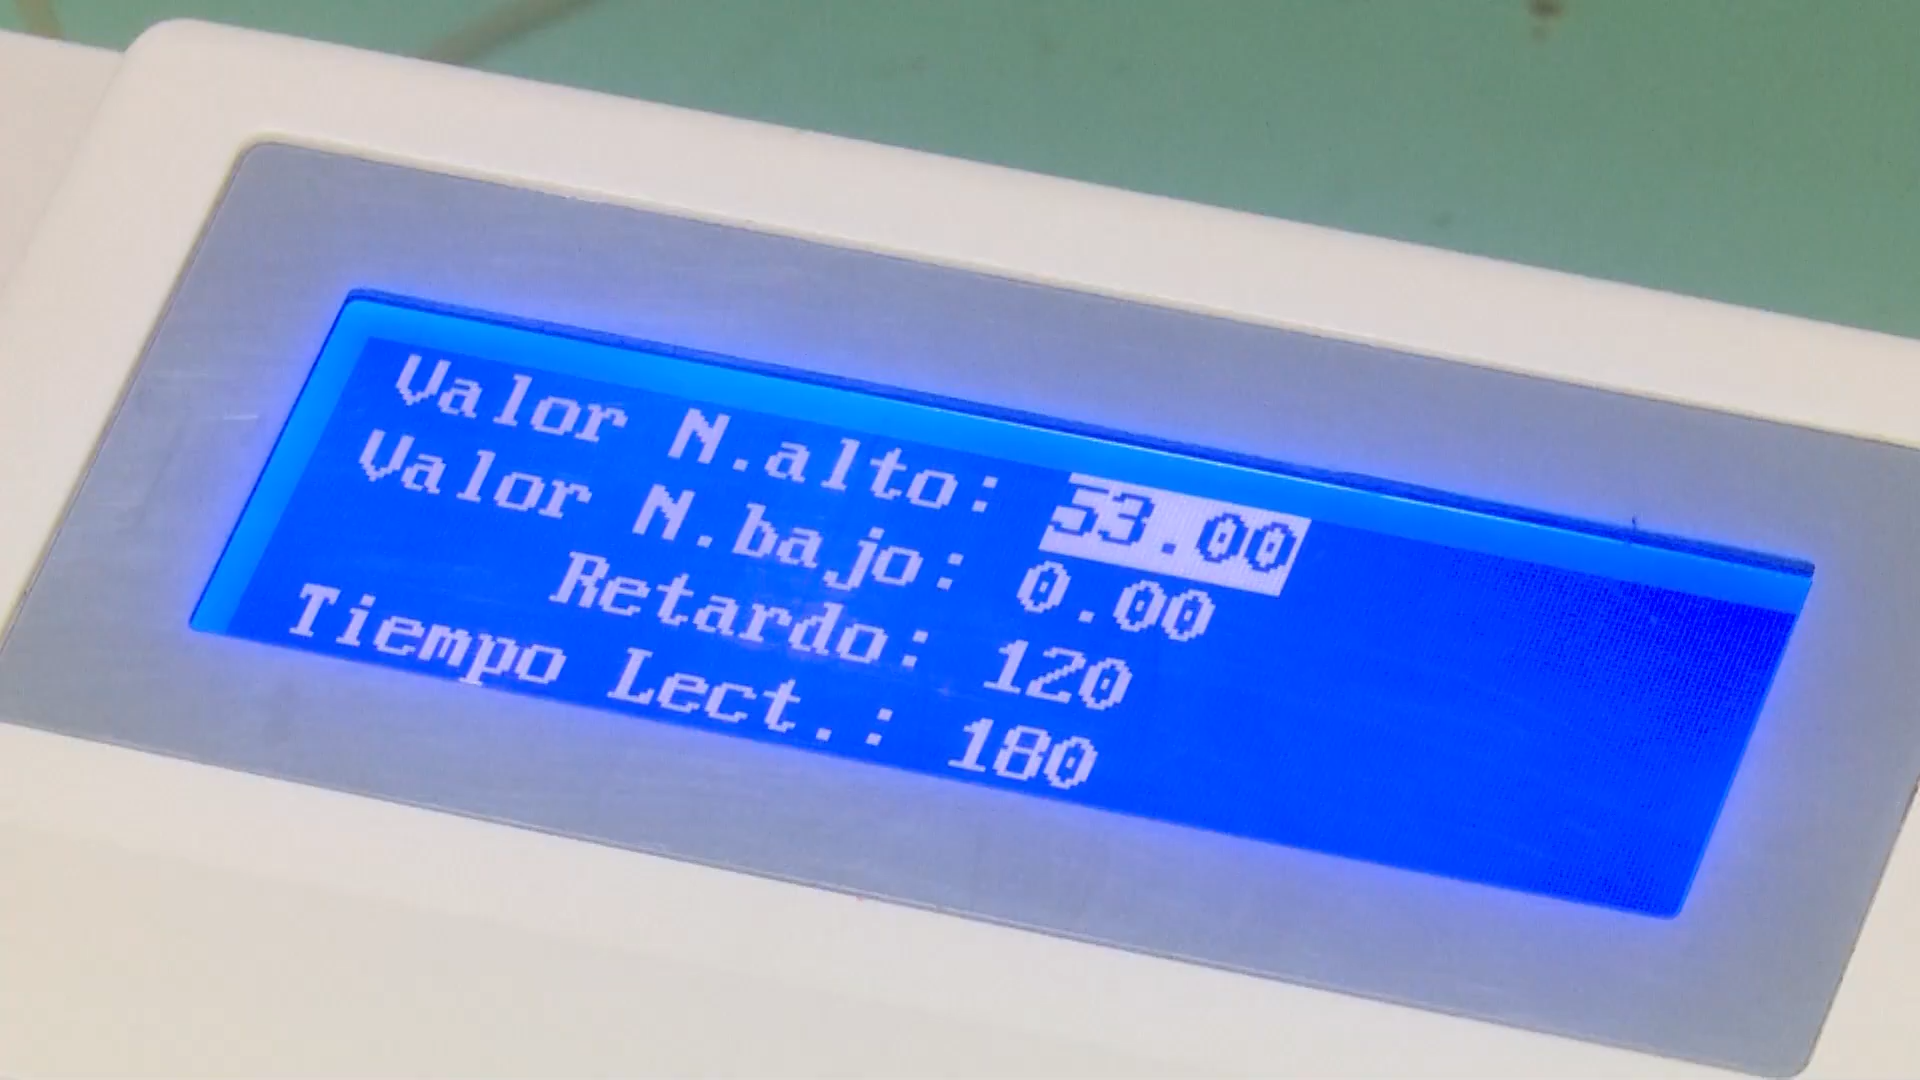 Valor N.alto: 53.00
Valor N.bajo: 0.00
Retardo: 120
Tiempo Lect.: 180